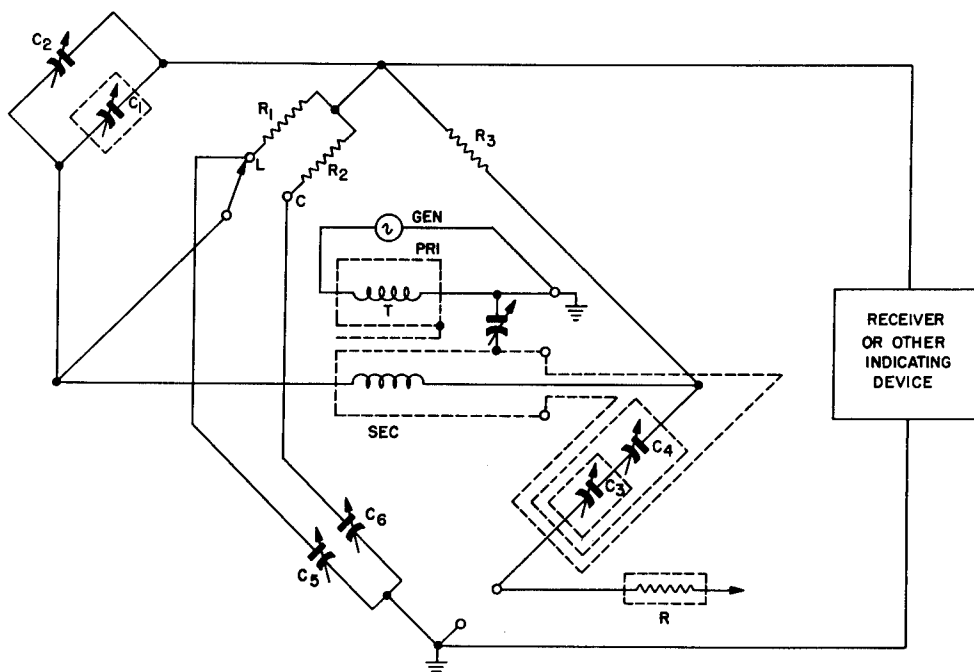 C2
C1
R1
L
R2
C
R3
GEN
PRI
T
SEC
RECEIVER
OR OTHER
INDICATING
DEVICE
C4
C3
C6
C5
R